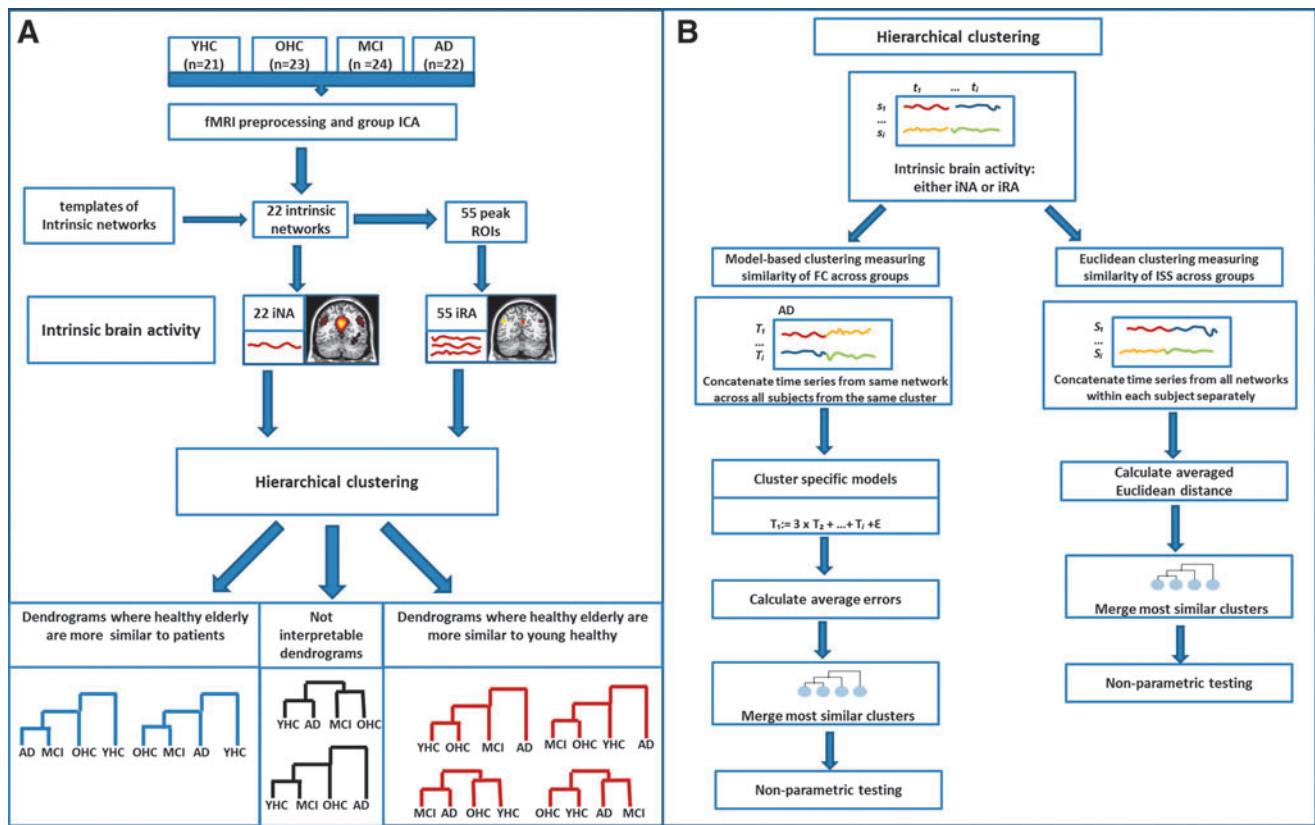 A
YHC
(n=21)
OHC
(n=23)
MCI
(n =24)
AD
(n=22)
fMRI preprocessing and group ICA
templates of
Intrinsic networks
22 intrinsic
networks
55 peak
ROIs
Intrinsic brain activity
22 iNA
55 iRA
Hierarchical clustering
Dendrograms where healthy elderly
are more similar to patients
Not
interpretable
dendrograms
Dendrograms where healthy elderly are
more similar to young healthy
AD MCI OHC YHC
OHC MCI AD YHC
YHC AD MCI OHC
YHC MCI OHC AD
YHC OHC MCI AD
MCI OHC YHC AD
MCI AD OHC YHC
OHC YHC AD MCI
B
Hierarchical clustering
t₁ ... tᵢ
s₁
...
sᵢ
Intrinsic brain activity:
either iNA or iRA
Model-based clustering measuring
similarity of FC across groups
AD
T₁
...
Tᵢ
Concatenate time series from same network
across all subjects from the same cluster
Cluster specific models
T₁:= 3 x T₂ + ...+ Tᵢ +ε
Calculate average errors
Merge most similar clusters
Non-parametric testing
Euclidean clustering measuring
similarity of ISS across groups
S₁
...
Sᵢ
Concatenate time series from all networks
within each subject separately
Calculate averaged
Euclidean distance
Merge most similar clusters
Non-parametric testing